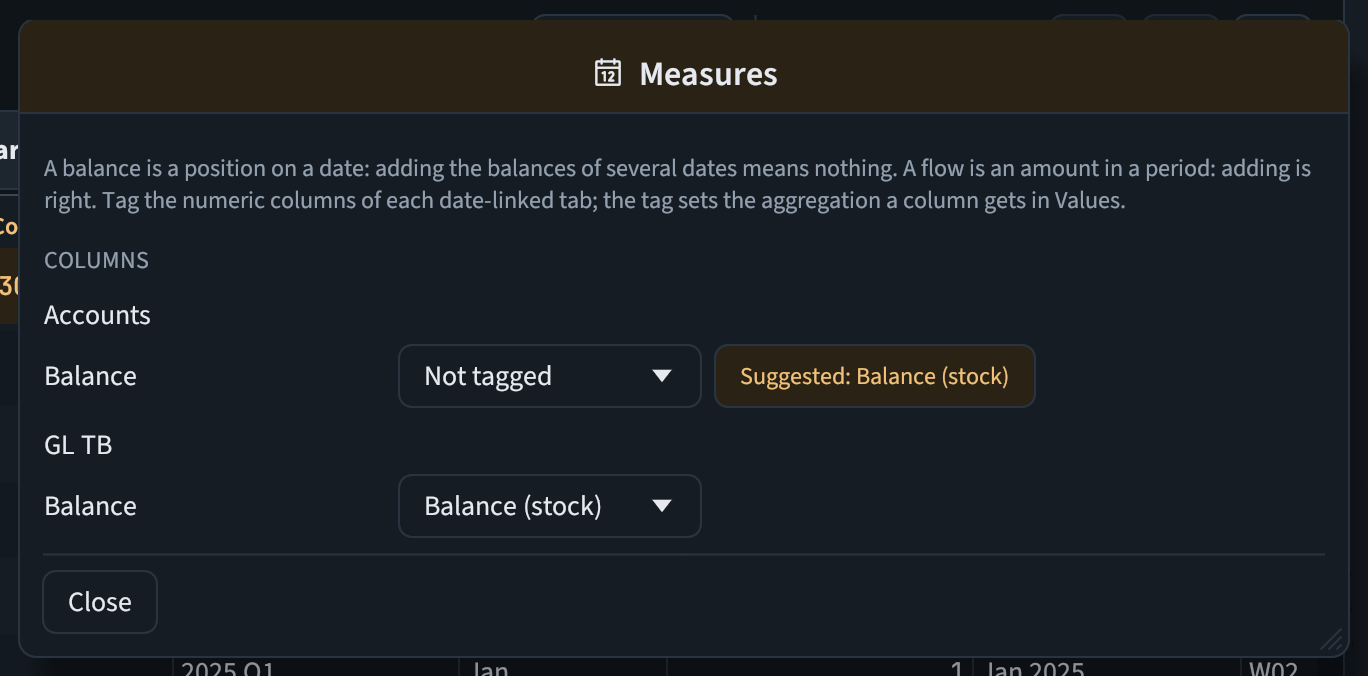 12 Measures
ar
A balance is a position on a date: adding the balances of several dates means nothing. A flow is an amount in a period: adding is
right. Tag the numeric columns of each date-linked tab; the tag sets the aggregation a column gets in Values.
Co
COLUMNS
Accounts
Balance Not tagged Suggested: Balance (stock)
GL TB
Balance Balance (stock)
Close
2025 Q1 Jan 1 Jan 2025 W02